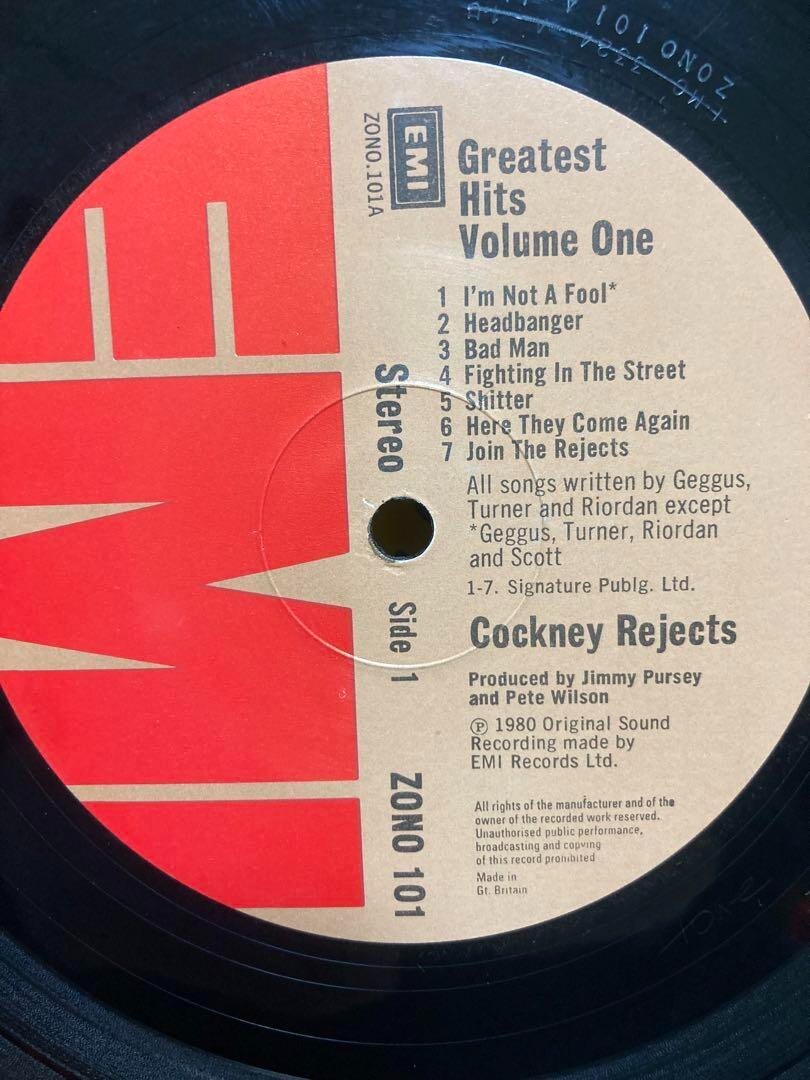 ZONO 101
EMI
ZONO.101A
Greatest
Hits
Volume One
1 I'm Not A Fool*
2 Headbanger
3 Bad Man
4 Fighting In The Street
5 Shitter
6 Here They Come Again
7 Join The Rejects
All songs written by Geggus,
Turner and Riordan except
*Geggus, Turner, Riordan
and Scott
1-7. Signature Publg. Ltd.
Cockney Rejects
Produced by Jimmy Pursey
and Pete Wilson
℗ 1980 Original Sound
Recording made by
EMI Records Ltd.
All rights of the manufacturer and of the
owner of the recorded work reserved.
Unauthorised public performance,
broadcasting and copying
of this record prohibited
Made in
Gt. Britain
Stereo
Side 1
ZONO 101
EMI